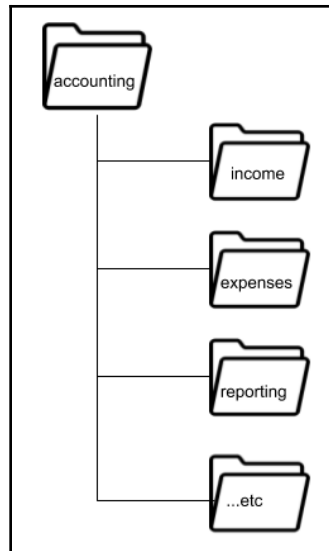 accounting
income
expenses
reporting
...etc